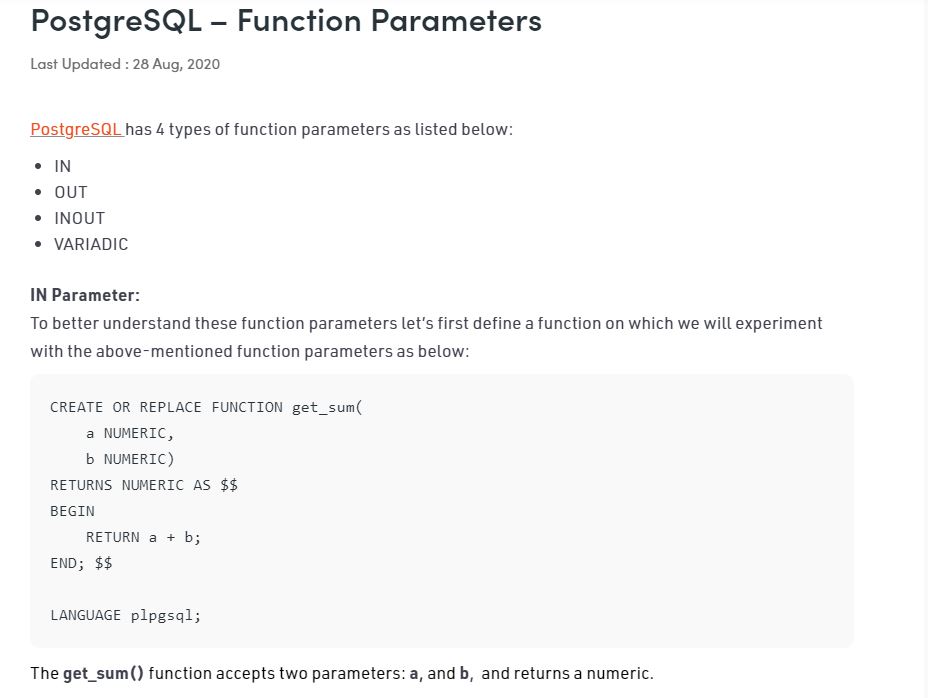 PostgreSQL – Function Parameters
Last Updated : 28 Aug, 2020
PostgreSQL has 4 types of function parameters as listed below:
• IN
• OUT
• INOUT
• VARIADIC
IN Parameter:
To better understand these function parameters let's first define a function on which we will experiment
with the above-mentioned function parameters as below:
CREATE OR REPLACE FUNCTION get_sum(
    a NUMERIC,
    b NUMERIC)
RETURNS NUMERIC AS $$
BEGIN
    RETURN a + b;
END; $$
LANGUAGE plpgsql;
The get_sum() function accepts two parameters: a, and b, and returns a numeric.